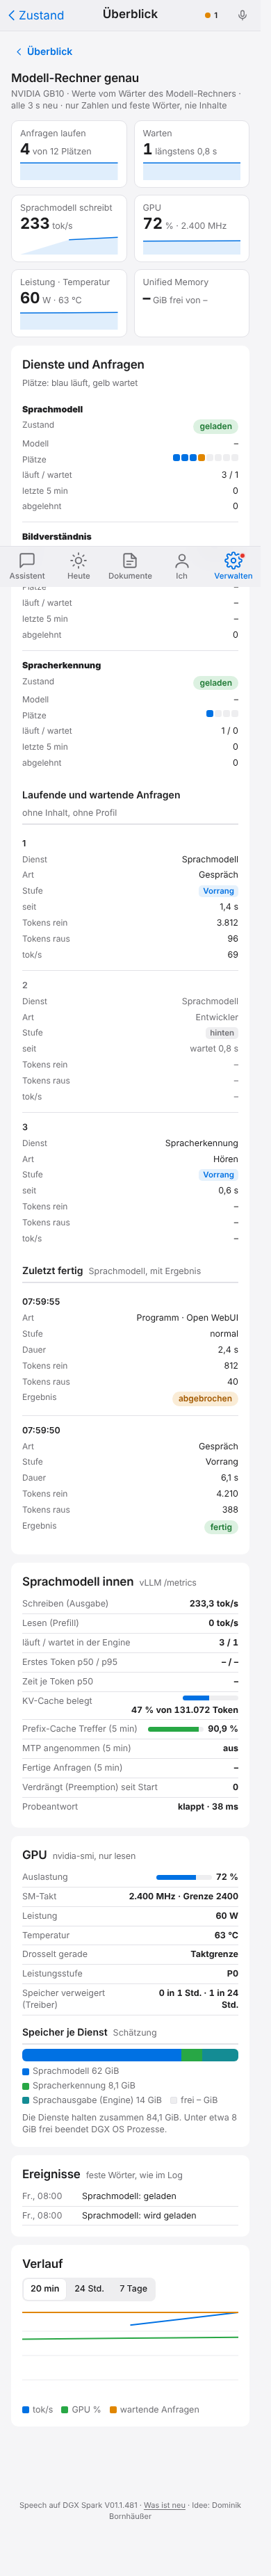 Zustand
Überblick
1
Überblick
Modell-Rechner genau
NVIDIA GB10 · Werte vom Wärter des Modell-Rechners ·
alle 3 s neu · nur Zahlen und feste Wörter, nie Inhalte
Anfragen laufen
4 von 12 Plätzen
Warten
1 längstens 0,8 s
Sprachmodell schreibt
233 tok/s
GPU
72 % · 2.400 MHz
Leistung · Temperatur
60 W · 63 °C
Unified Memory
– GiB frei von –
Dienste und Anfragen
Plätze: blau läuft, gelb wartet
Sprachmodell
Zustand geladen
Modell –
Plätze
läuft / wartet 3 / 1
letzte 5 min 0
abgelehnt 0
Bildverständnis
Assistent
Heute
Dokumente
Ich
Verwalten
Plätze
läuft / wartet 0 / 0
letzte 5 min 0
abgelehnt 0
Spracherkennung
Zustand geladen
Modell –
Plätze
läuft / wartet 1 / 0
letzte 5 min 0
abgelehnt 0
Laufende und wartende Anfragen
ohne Inhalt, ohne Profil
1
Dienst Sprachmodell
Art Gespräch
Stufe Vorrang
seit 1,4 s
Tokens rein 3.812
Tokens raus 96
tok/s 69
2
Dienst Sprachmodell
Art Entwickler
Stufe hinten
seit wartet 0,8 s
Tokens rein –
Tokens raus –
tok/s –
3
Dienst Spracherkennung
Art Hören
Stufe Vorrang
seit 0,6 s
Tokens rein –
Tokens raus –
tok/s –
Zuletzt fertig Sprachmodell, mit Ergebnis
07:59:55
Art Programm · Open WebUI
Stufe normal
Dauer 2,4 s
Tokens rein 812
Tokens raus 40
Ergebnis abgebrochen
07:59:50
Art Gespräch
Stufe Vorrang
Dauer 6,1 s
Tokens rein 4.210
Tokens raus 388
Ergebnis fertig
Sprachmodell innen vLLM /metrics
Schreiben (Ausgabe) 233,3 tok/s
Lesen (Prefill) 0 tok/s
läuft / wartet in der Engine 3 / 1
Erstes Token p50 / p95 – / –
Zeit je Token p50 –
KV-Cache belegt
47 % von 131.072 Token
Prefix-Cache Treffer (5 min) 90,9 %
MTP angenommen (5 min) aus
Fertige Anfragen (5 min) –
Verdrängt (Preemption) seit Start 0
Probeantwort klappt · 38 ms
GPU nvidia-smi, nur lesen
Auslastung 72 %
SM-Takt 2.400 MHz · Grenze 2400
Leistung 60 W
Temperatur 63 °C
Drosselt gerade Taktgrenze
Leistungsstufe P0
Speicher verweigert (Treiber) 0 in 1 Std. · 1 in 24 Std.
Speicher je Dienst Schätzung
Sprachmodell 62 GiB
Spracherkennung 8,1 GiB
Sprachausgabe (Engine) 14 GiB frei – GiB
Die Dienste halten zusammen 84,1 GiB. Unter etwa 8
GiB frei beendet DGX OS Prozesse.
Ereignisse feste Wörter, wie im Log
Fr., 08:00 Sprachmodell: geladen
Fr., 08:00 Sprachmodell: wird geladen
Verlauf
20 min 24 Std. 7 Tage
tok/s GPU % wartende Anfragen
Speech auf DGX Spark V01.1.481 · Was ist neu · Idee: Dominik
Bornhäußer